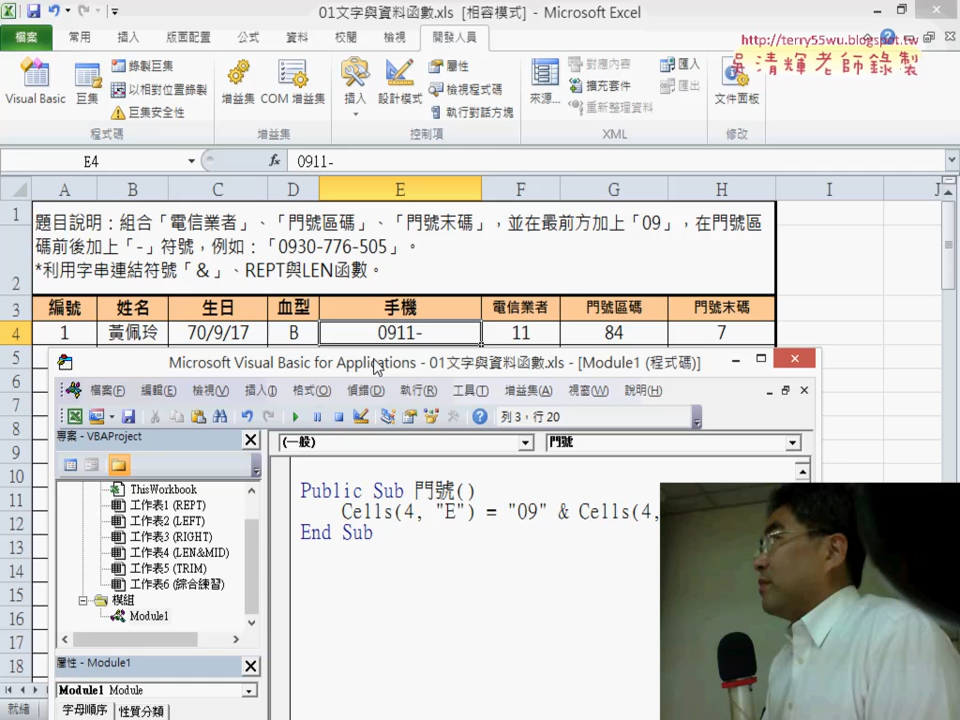 01文字與資料函數.xls [相容模式] - Microsoft Excel
http://terry55wu.blogspot.tw
吳清輝老師錄製
檔案 常用 插入 版面配置 公式 資料 校閱 檢視 開發人員
Visual Basic 巨集 錄製巨集 以相對位置錄製 巨集安全性 程式碼
增益集 COM 增益集 增益集
插入 設計模式 屬性 檢視程式碼 執行對話方塊 控制項
來源... 對應內容 擴充套件 重新整理資料 匯入 匯出 XML
文件面板 修改
E4 fx 0911-
A B C D E F G H I J
1 題目說明：組合「電信業者」、「門號區碼」、「門號末碼」，並在最前方加上「09」，在門號區
碼前後加上「-」符號，例如：「0930-776-505」。
2 *利用字串連結符號「&」、REPT與LEN函數。
3 編號 姓名 生日 血型 手機 電信業者 門號區碼 門號末碼
4 1 黃佩玲 70/9/17 B 0911- 11 84 7
5
6
7
8
9
10
11
12
13
14
15
16
17
18
就緒
Microsoft Visual Basic for Applications - 01文字與資料函數.xls - [Module1 (程式碼)]
檔案(F) 編輯(E) 檢視(V) 插入(I) 格式(O) 偵錯(D) 執行(R) 工具(T) 增益集(A) 視窗(W) 說明(H)
列 3，行 20
專案 - VBAProject
(一般) 門號
ThisWorkbook
工作表1 (REPT)
工作表2 (LEFT)
工作表3 (RIGHT)
工作表4 (LEN&MID)
工作表5 (TRIM)
工作表6 (綜合練習)
模組
Module1
Public Sub 門號()
Cells(4, "E") = "09" & Cells(4,
End Sub
屬性 - Module1
Module1 Module
字母順序 性質分類